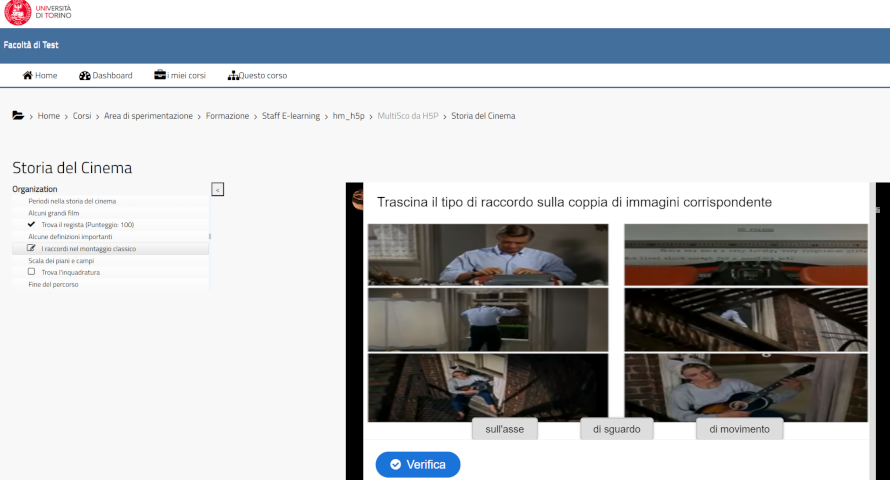 UNIVERSITÀ
DI TORINO
Facoltà di Test
Home Dashboard i miei corsi Questo corso
Home › Corsi › Area di sperimentazione › Formazione › Staff E-learning › hm_h5p › MultiSco da H5P › Storia del Cinema
Storia del Cinema
Organization
<
Periodi nella storia del cinema
Alcuni grandi film
Trova il regista (Punteggio: 100)
Alcune definizioni importanti
I raccordi nel montaggio classico
Scala dei piani e campi
Trova l'inquadratura
Fine del percorso
Trascina il tipo di raccordo sulla coppia di immagini corrispondente
sull'asse di sguardo di movimento
Verifica